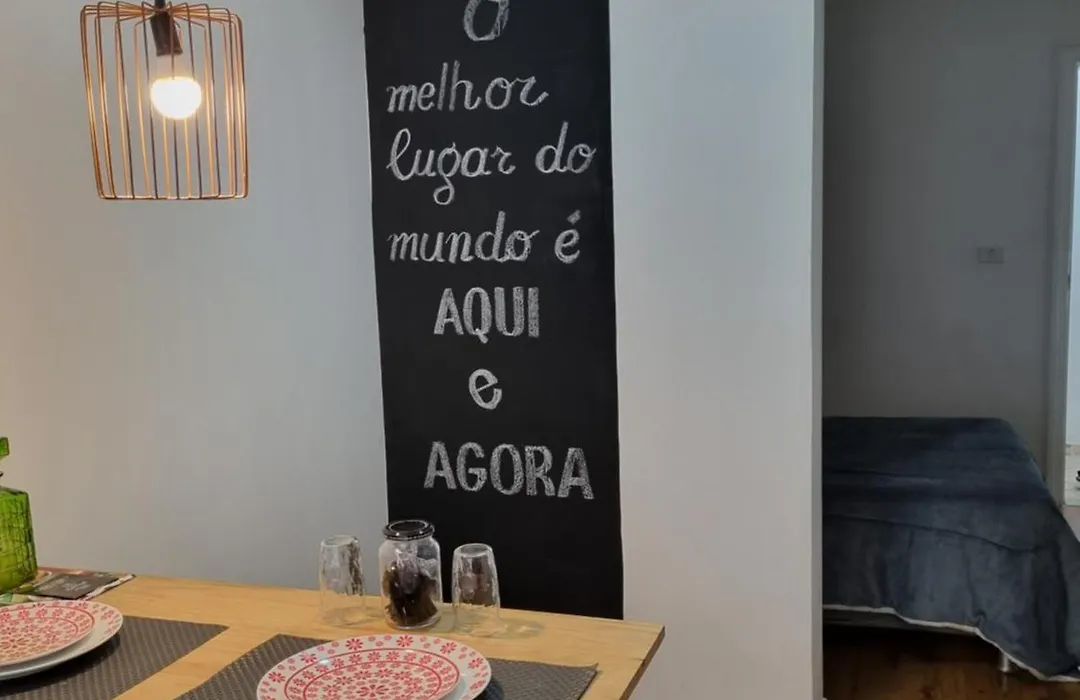 O
melhor
lugar do
mundo é
AQUI
e
AGORA